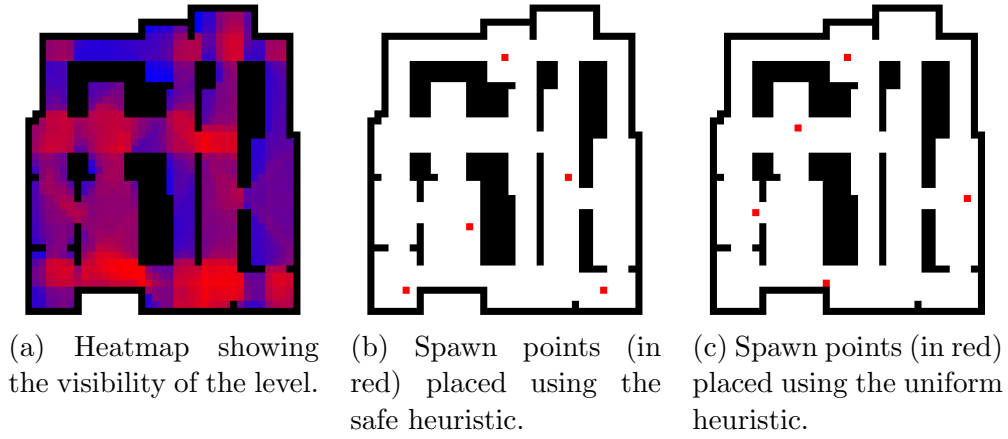 (a) Heatmap showing
the visibility of the level.
(b) Spawn points (in
red) placed using the
safe heuristic.
(c) Spawn points (in red)
placed using the uniform
heuristic.